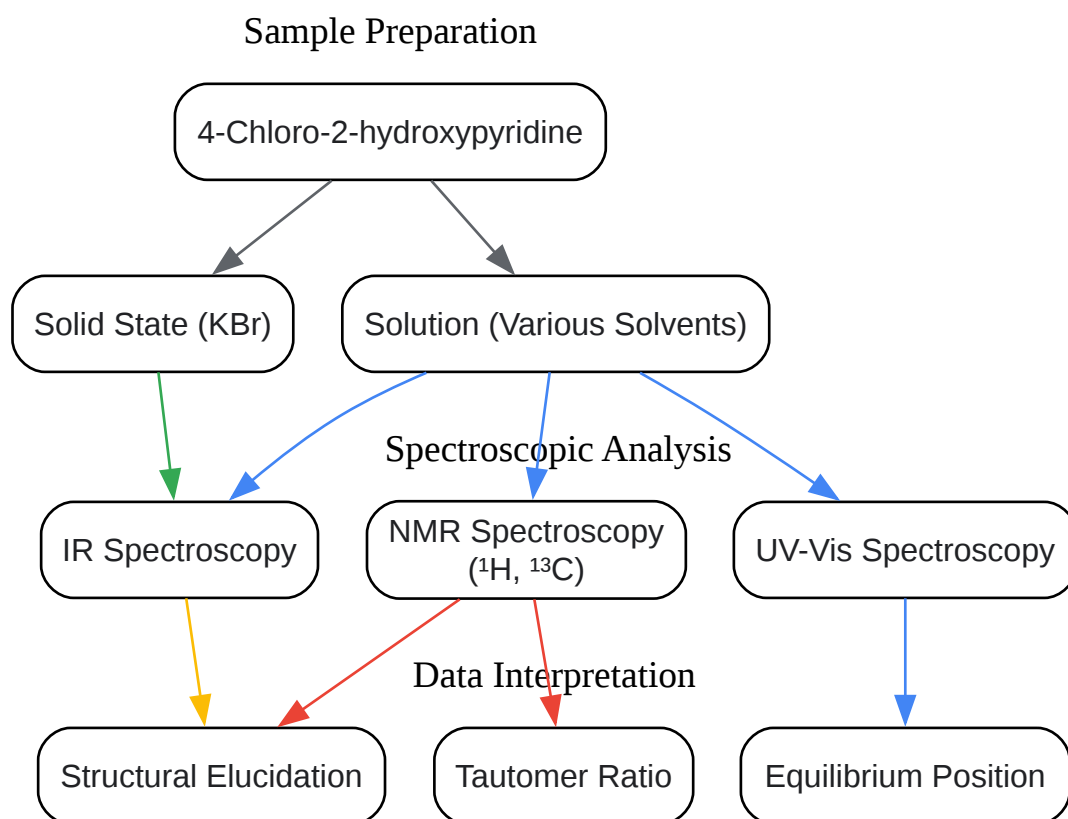 Sample Preparation
4-Chloro-2-hydroxypyridine
Solid State (KBr)
Solution (Various Solvents)
Spectroscopic Analysis
IR Spectroscopy
NMR Spectroscopy
(¹H, ¹³C)
UV-Vis Spectroscopy
Data Interpretation
Structural Elucidation
Tautomer Ratio
Equilibrium Position